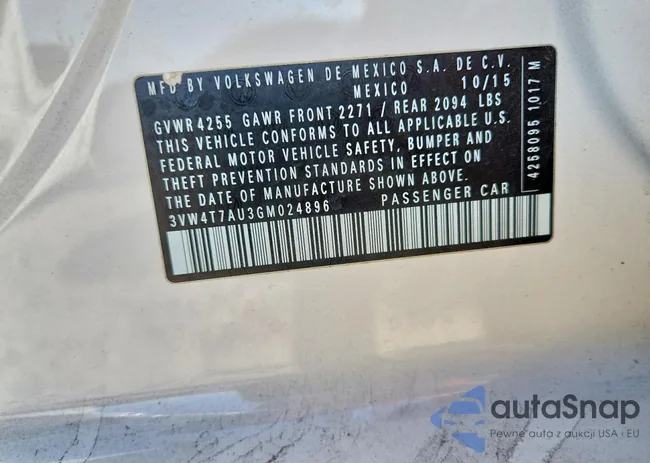 MFD BY VOLKSWAGEN DE MEXICO S.A. DE C.V.
MEXICO 10/15
GVWR 4255 GAWR FRONT 2271 / REAR 2094 LBS
THIS VEHICLE CONFORMS TO ALL APPLICABLE U.S.
FEDERAL MOTOR VEHICLE SAFETY, BUMPER AND
THEFT PREVENTION STANDARDS IN EFFECT ON
THE DATE OF MANUFACTURE SHOWN ABOVE.
3VW4T7AU3GM024896 PASSENGER CAR
4258095 1017 M
autaSnap
Pewne auta z aukcji USA i EU